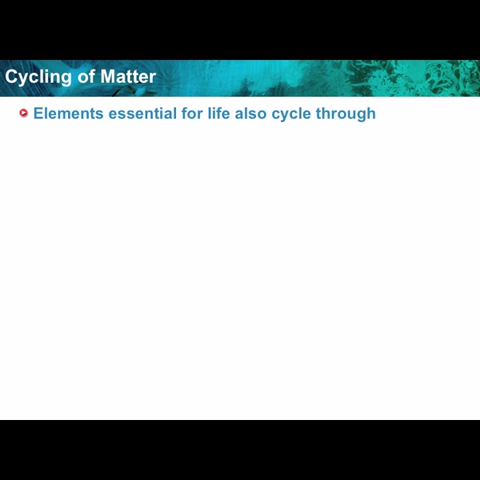 Cycling of Matter
Elements essential for life also cycle through